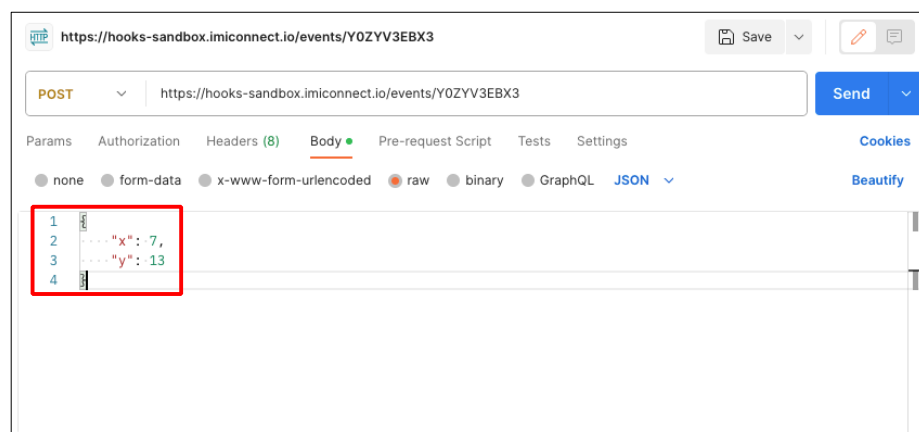 HTTP https://hooks-sandbox.imiconnect.io/events/Y0ZYV3EBX3 Save
POST https://hooks-sandbox.imiconnect.io/events/Y0ZYV3EBX3 Send
Params Authorization Headers (8) Body Pre-request Script Tests Settings Cookies
none form-data x-www-form-urlencoded raw binary GraphQL JSON Beautify
1 {
2 "x": 7,
3 "y": 13
4 }